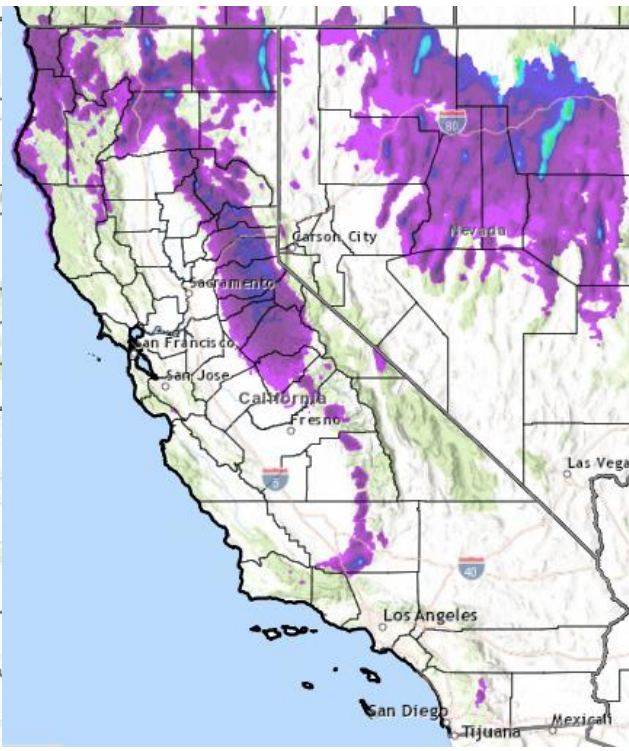 80
Nevada
Carson City
Sacramento
San Francisco
San Jose
California
Fresno
5
Las Vega
40
Los Angeles
San Diego
Tijuana
Mexicali